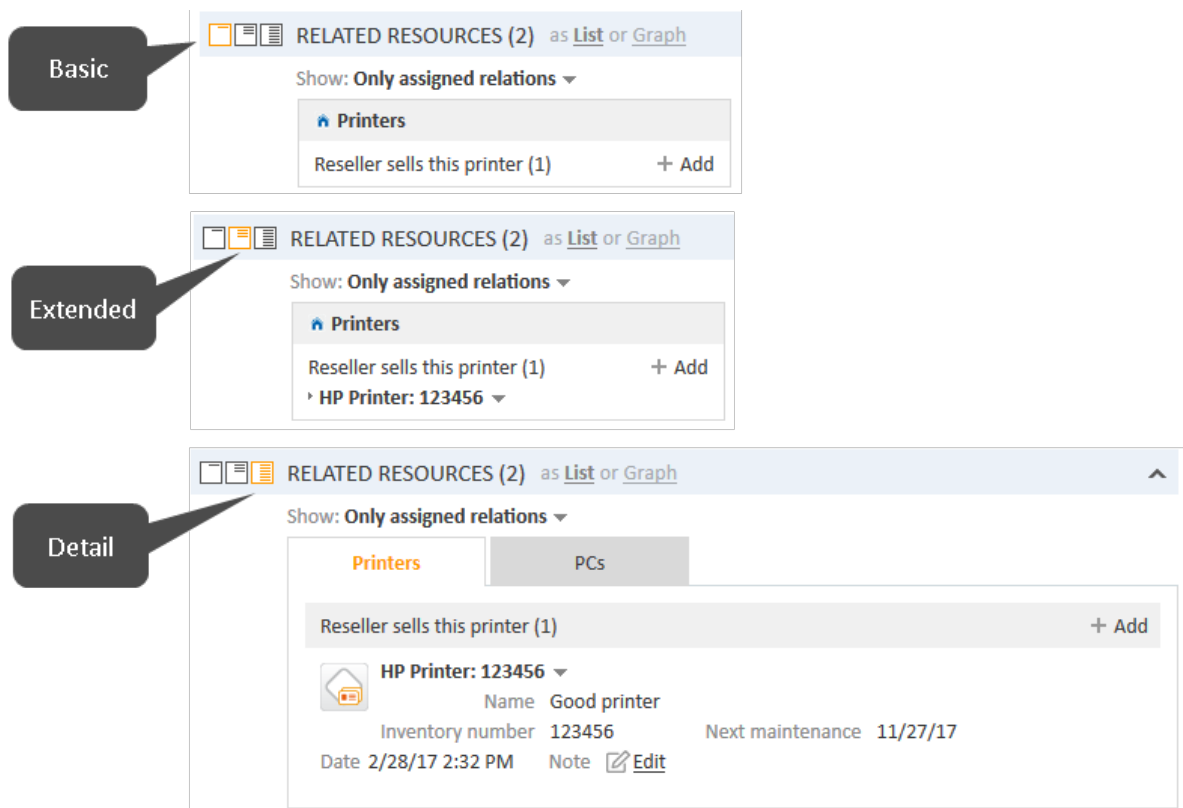 RELATED RESOURCES (2) as List or Graph
Basic
Show: Only assigned relations
Printers
Reseller sells this printer (1) + Add
RELATED RESOURCES (2) as List or Graph
Extended
Show: Only assigned relations
Printers
Reseller sells this printer (1) + Add
HP Printer: 123456
RELATED RESOURCES (2) as List or Graph
Detail
Show: Only assigned relations
Printers PCs
Reseller sells this printer (1) + Add
HP Printer: 123456
Name Good printer
Inventory number 123456 Next maintenance 11/27/17
Date 2/28/17 2:32 PM Note Edit